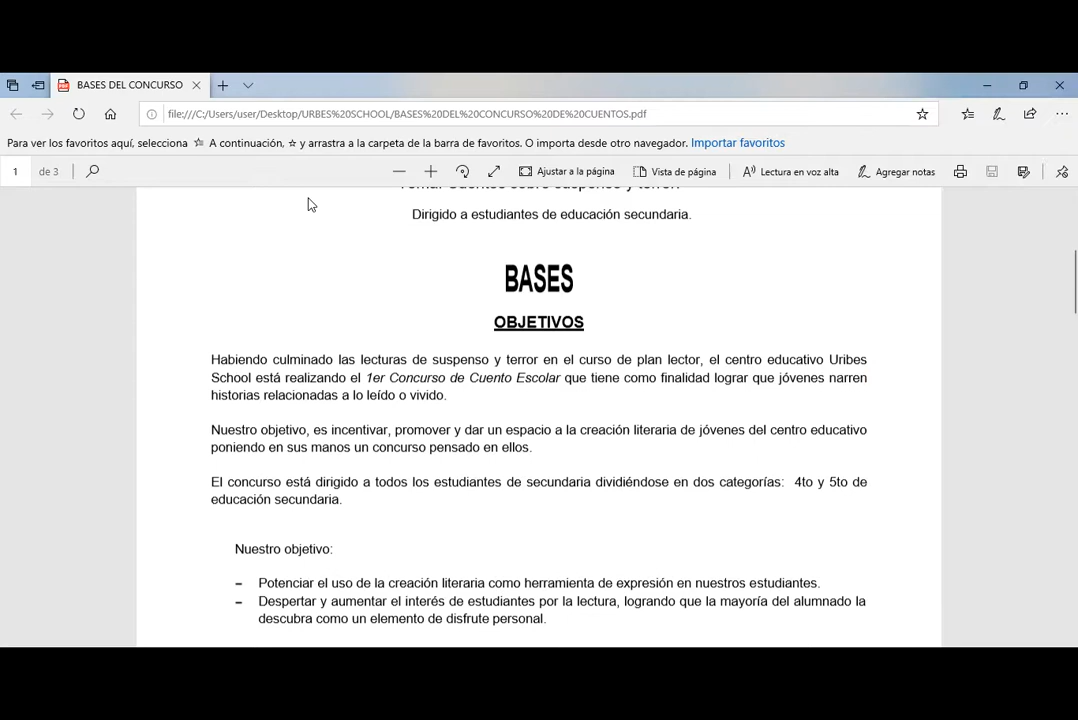 BASES DEL CONCURSO
file:///C:/Users/user/Desktop/URBES%20SCHOOL/BASES%20DEL%20CONCURSO%20DE%20CUENTOS.pdf
Para ver los favoritos aquí, selecciona A continuación, y arrastra a la carpeta de la barra de favoritos. O importa desde otro navegador. Importar favoritos
1 de 3 Ajustar a la página Vista de página Lectura en voz alta Agregar notas
Tema: Cuentos sobre suspenso y terror.
Dirigido a estudiantes de educación secundaria.
BASES
OBJETIVOS
Habiendo culminado las lecturas de suspenso y terror en el curso de plan lector, el centro educativo Uribes
School está realizando el 1er Concurso de Cuento Escolar que tiene como finalidad lograr que jóvenes narren
historias relacionadas a lo leído o vivido.
Nuestro objetivo, es incentivar, promover y dar un espacio a la creación literaria de jóvenes del centro educativo
poniendo en sus manos un concurso pensado en ellos.
El concurso está dirigido a todos los estudiantes de secundaria dividiéndose en dos categorías: 4to y 5to de
educación secundaria.
Nuestro objetivo:
– Potenciar el uso de la creación literaria como herramienta de expresión en nuestros estudiantes.
– Despertar y aumentar el interés de estudiantes por la lectura, logrando que la mayoría del alumnado la
descubra como un elemento de disfrute personal.